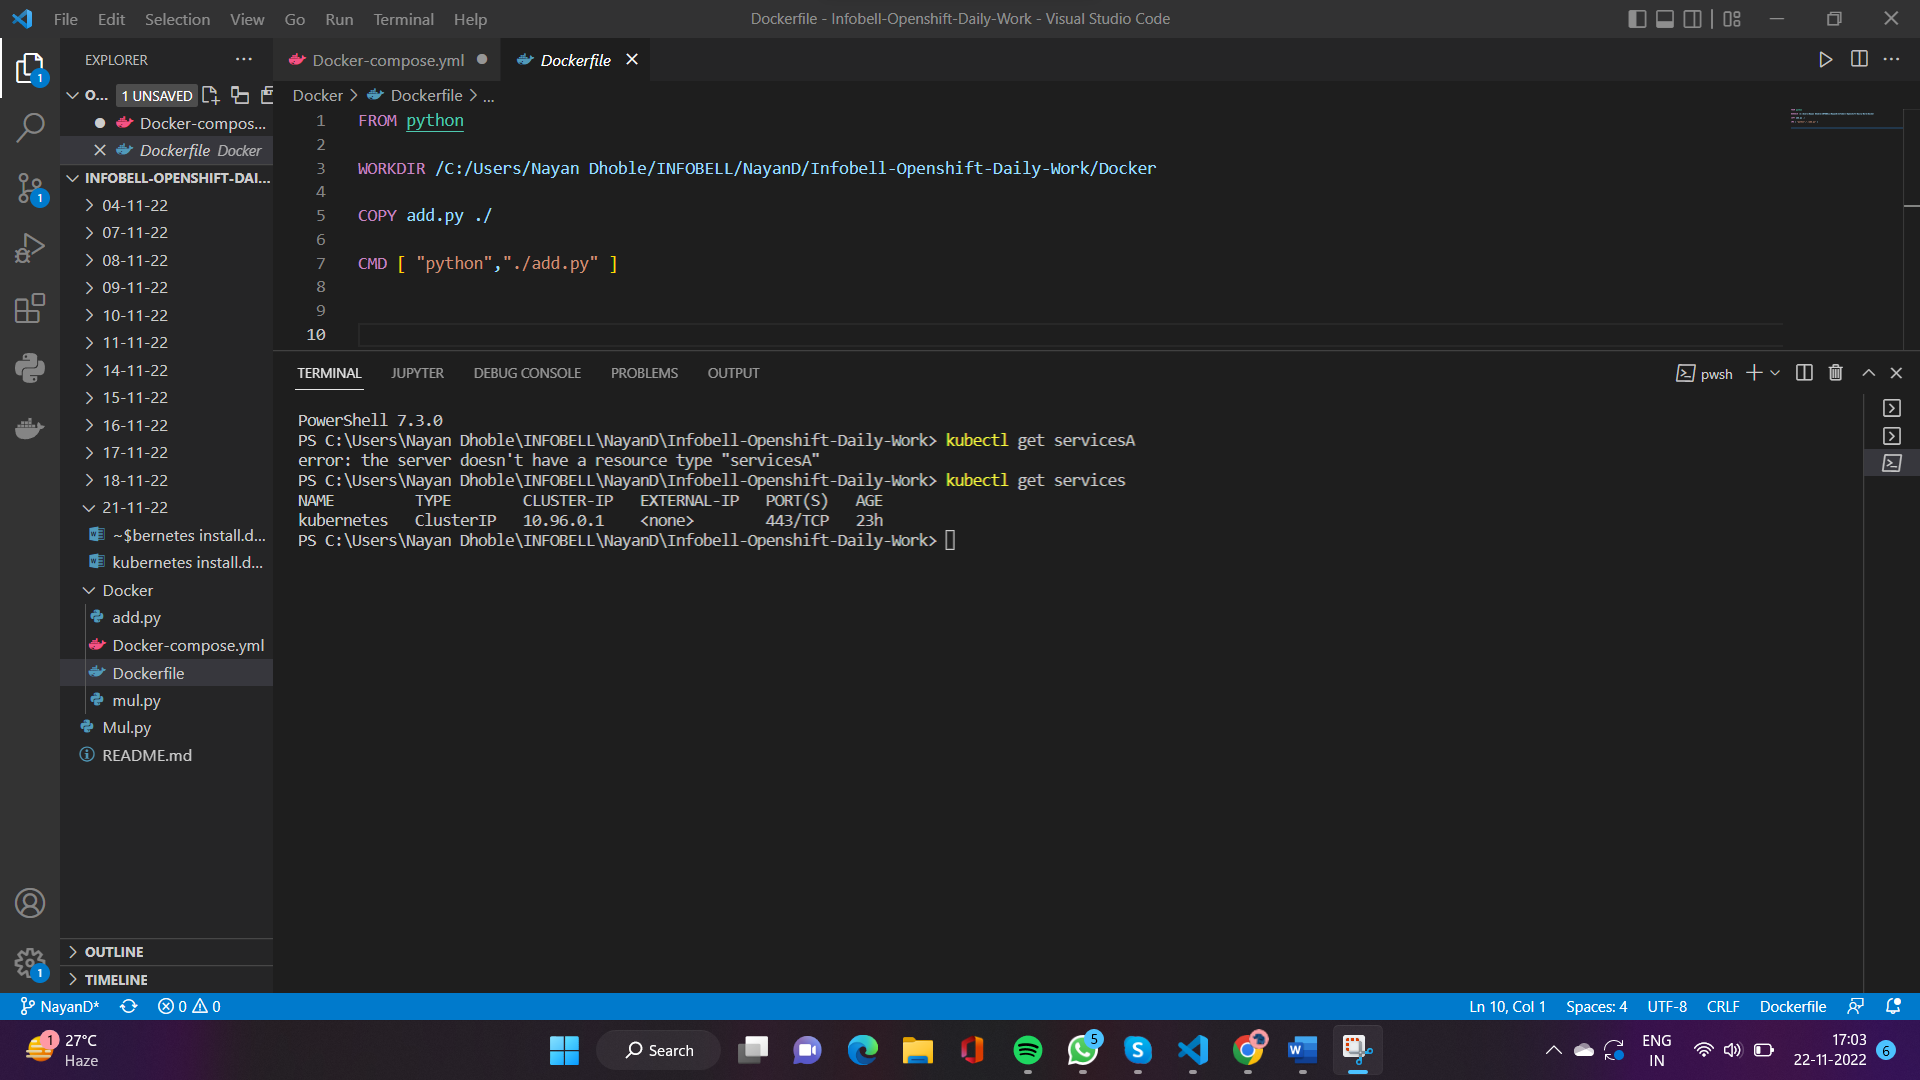 File Edit Selection View Go Run Terminal Help
Dockerfile - Infobell-Openshift-Daily-Work - Visual Studio Code
EXPLORER
O... 1 UNSAVED
Docker-compos...
Dockerfile Docker
INFOBELL-OPENSHIFT-DAI...
04-11-22
07-11-22
08-11-22
09-11-22
10-11-22
11-11-22
14-11-22
15-11-22
16-11-22
17-11-22
18-11-22
21-11-22
~$bernetes install.d...
kubernetes install.d...
Docker
add.py
Docker-compose.yml
Dockerfile
mul.py
Mul.py
README.md
OUTLINE
TIMELINE
1
1
1
Docker-compose.yml
Dockerfile
Docker > Dockerfile > ...
1 FROM python
2
3 WORKDIR /C:/Users/Nayan Dhoble/INFOBELL/NayanD/Infobell-Openshift-Daily-Work/Docker
4
5 COPY add.py ./
6
7 CMD [ "python","./add.py" ]
8
9
10
TERMINAL JUPYTER DEBUG CONSOLE PROBLEMS OUTPUT
pwsh
PowerShell 7.3.0
PS C:\Users\Nayan Dhoble\INFOBELL\NayanD\Infobell-Openshift-Daily-Work> kubectl get servicesA
error: the server doesn't have a resource type "servicesA"
PS C:\Users\Nayan Dhoble\INFOBELL\NayanD\Infobell-Openshift-Daily-Work> kubectl get services
NAME TYPE CLUSTER-IP EXTERNAL-IP PORT(S) AGE
kubernetes ClusterIP 10.96.0.1 <none> 443/TCP 23h
PS C:\Users\Nayan Dhoble\INFOBELL\NayanD\Infobell-Openshift-Daily-Work>
NayanD* 0 0
Ln 10, Col 1 Spaces: 4 UTF-8 CRLF Dockerfile
1
27°C
Haze
Search
5
ENG
IN
17:03
22-11-2022
6